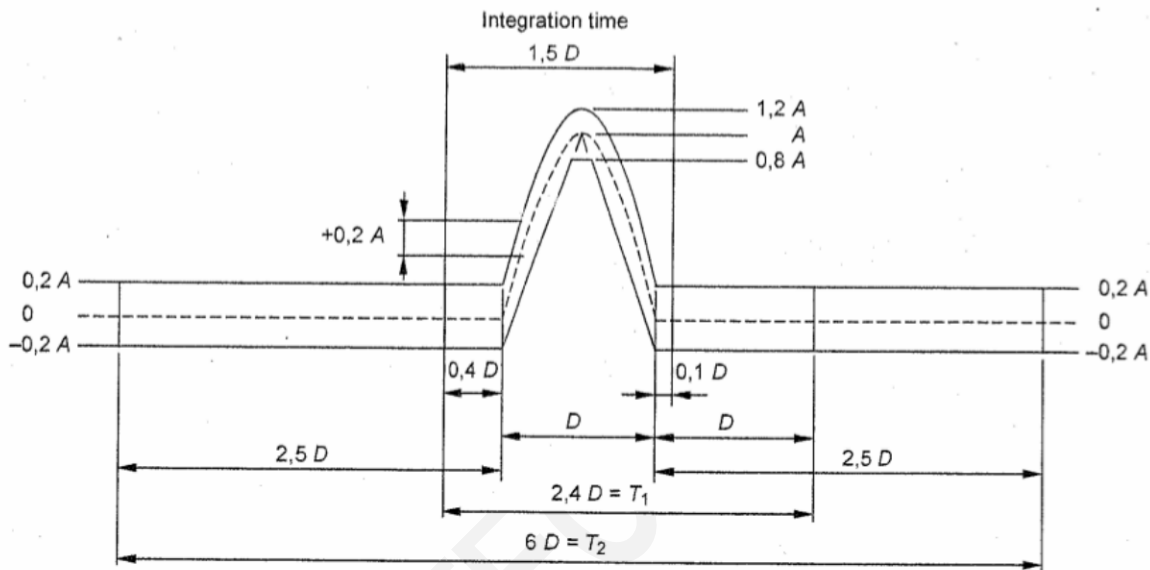 Integration time
1,5 D
1,2 A
A
0,8 A
+0,2 A
0,2 A
0
–0,2 A
0,2 A
0
–0,2 A
0,4 D
0,1 D
D
D
2,5 D
2,5 D
2,4 D = T1
6 D = T2